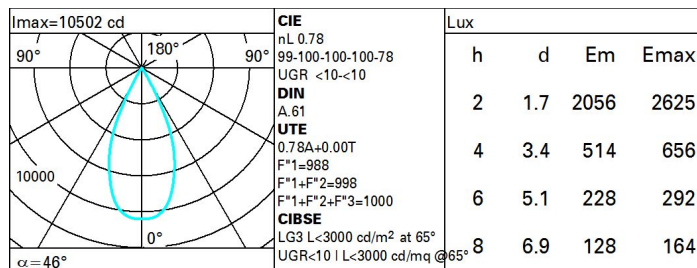 Imax=10502 cd
90°
180°
90°
10000
0°
α=46°
CIE
nL 0.78
99-100-100-100-78
UGR <10-<10
DIN
A.61
UTE
0.78A+0.00T
F"1=988
F"1+F"2=998
F"1+F"2+F"3=1000
CIBSE
LG3 L<3000 cd/m² at 65°
UGR<10 | L<3000 cd/mq @65°
Lux
h d Em Emax
2 1.7 2056 2625
4 3.4 514 656
6 5.1 228 292
8 6.9 128 164